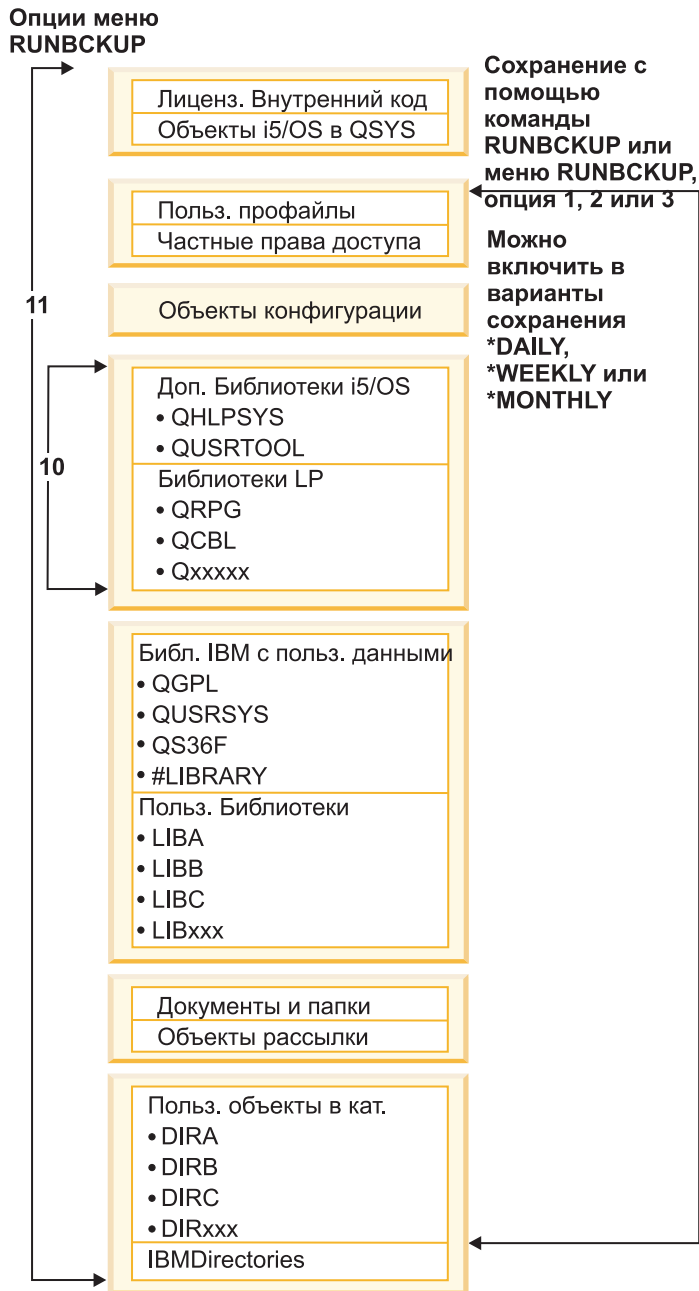 Опции меню
RUNBCKUP
Лиценз. Внутренний код
Объекты i5/OS в QSYS
Сохранение с
помощью
команды
RUNBCKUP или
меню RUNBCKUP,
опция 1, 2 или 3
Польз. профайлы
Частные права доступа
Можно
включить в
варианты
сохранения
*DAILY,
*WEEKLY или
*MONTHLY
11
Объекты конфигурации
10
Доп. Библиотеки i5/OS
• QHLPSYS
• QUSRTOOL
Библиотеки LP
• QRPG
• QCBL
• Qxxxxx
Библ. IBM с польз. данными
• QGPL
• QUSRSYS
• QS36F
• #LIBRARY
Польз. Библиотеки
• LIBA
• LIBB
• LIBC
• LIBxxx
Документы и папки
Объекты рассылки
Польз. объекты в кат.
• DIRA
• DIRB
• DIRC
• DIRxxx
IBMDirectories